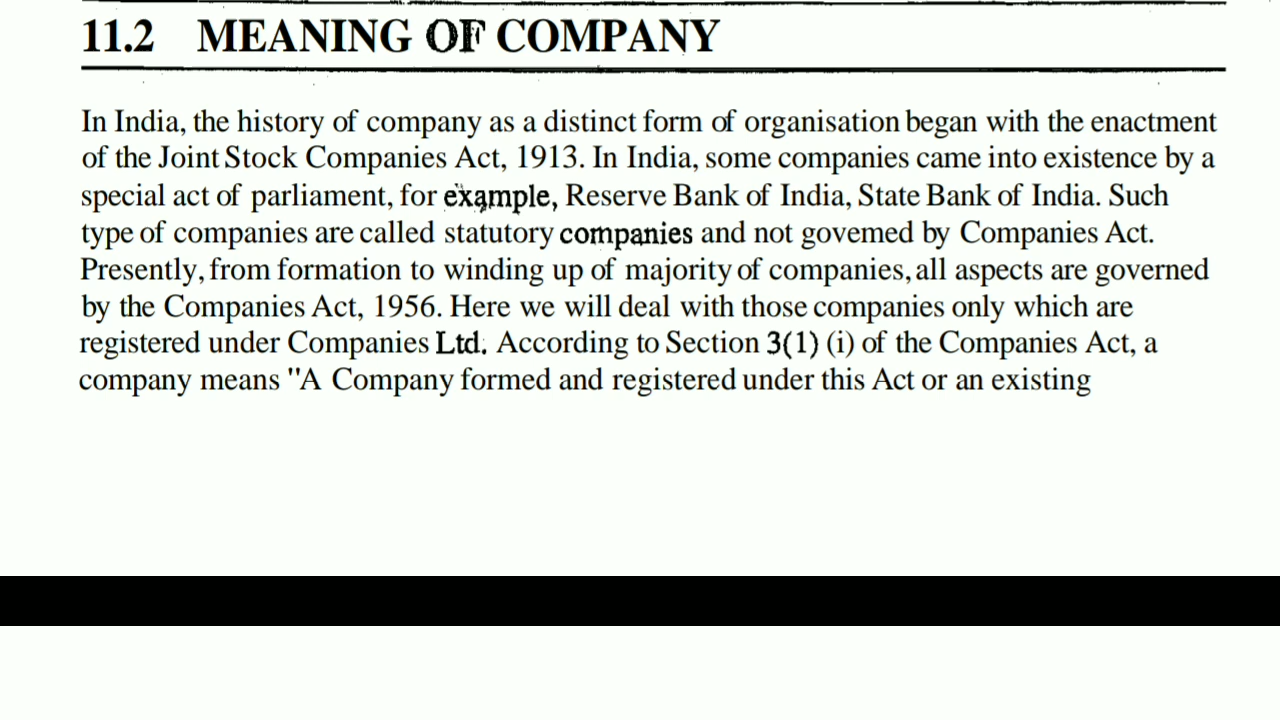 11.2 MEANING OF COMPANY
In India, the history of company as a distinct form of organisation began with the enactment
of the Joint Stock Companies Act, 1913. In India, some companies came into existence by a
special act of parliament, for example, Reserve Bank of India, State Bank of India. Such
type of companies are called statutory companies and not govemed by Companies Act.
Presently, from formation to winding up of majority of companies, all aspects are governed
by the Companies Act, 1956. Here we will deal with those companies only which are
registered under Companies Ltd. According to Section 3(1) (i) of the Companies Act, a
company means "A Company formed and registered under this Act or an existing